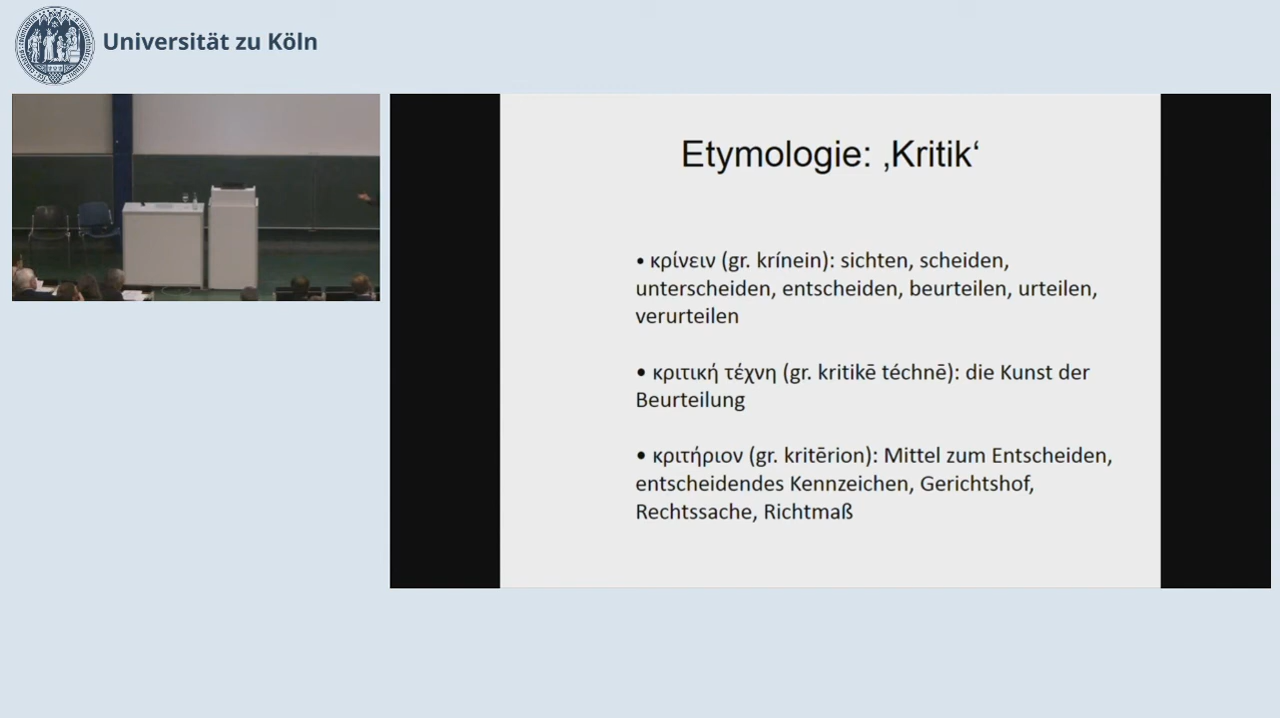 Universität zu Köln
Etymologie: ‚Kritik‘
• κρίνειν (gr. krínein): sichten, scheiden,
unterscheiden, entscheiden, beurteilen, urteilen,
verurteilen
• κριτική τέχνη (gr. kritikē téchnē): die Kunst der
Beurteilung
• κριτήριον (gr. kritērion): Mittel zum Entscheiden,
entscheidendes Kennzeichen, Gerichtshof,
Rechtssache, Richtmaß